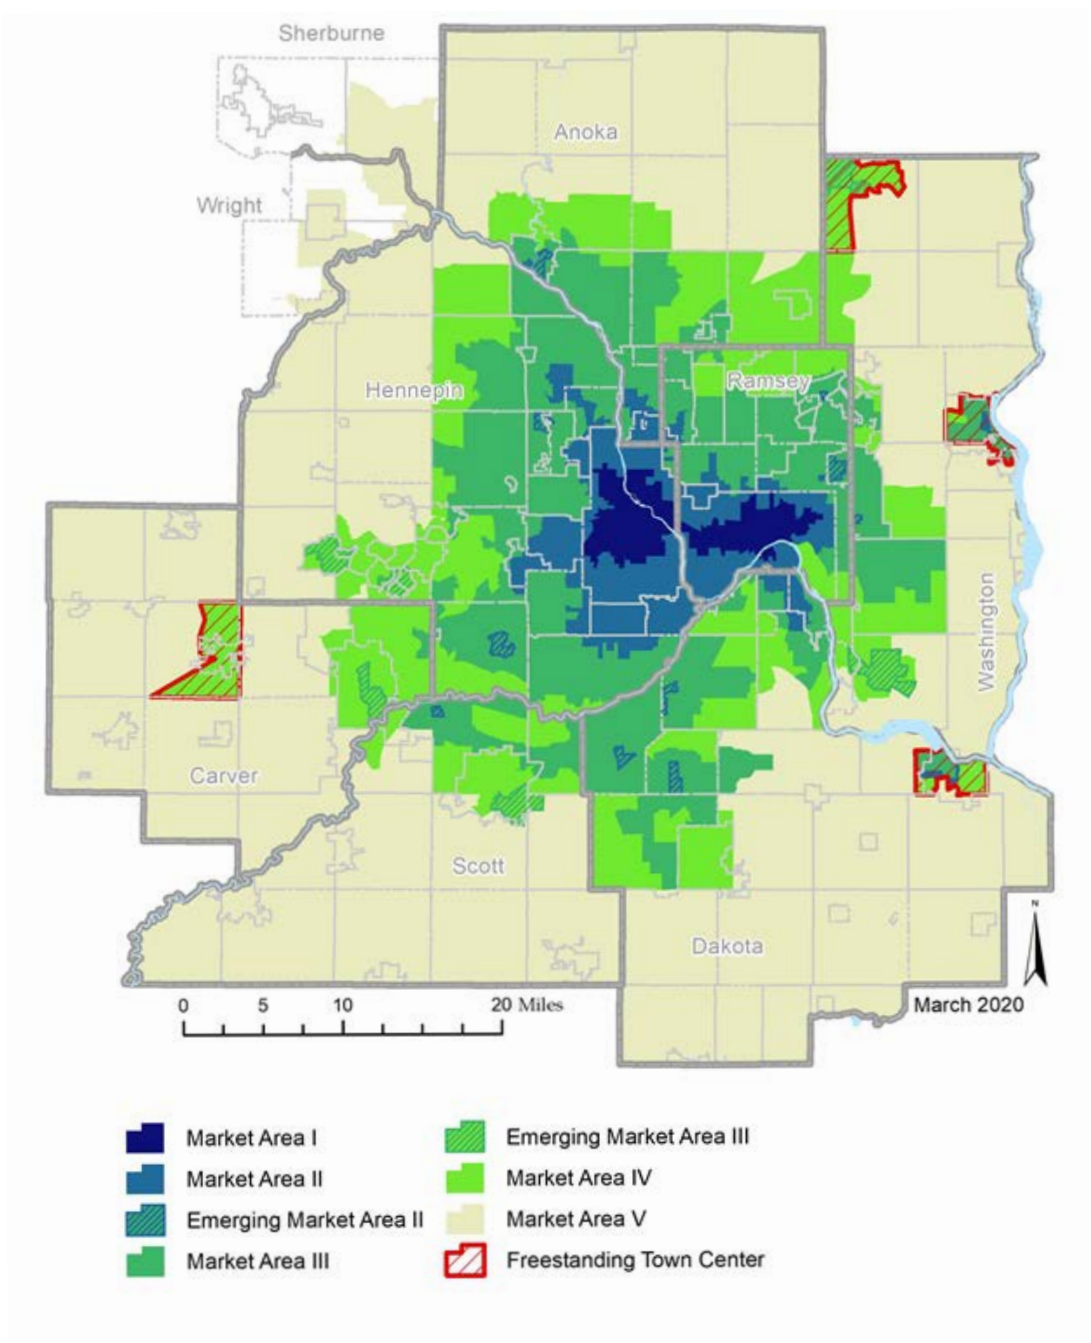 Sherburne
Anoka
Wright
Hennepin
Ramsey
Washington
Carver
Scott
Dakota
N
0 5 10 20 Miles
March 2020
Market Area I
Market Area II
Emerging Market Area II
Market Area III
Emerging Market Area III
Market Area IV
Market Area V
Freestanding Town Center